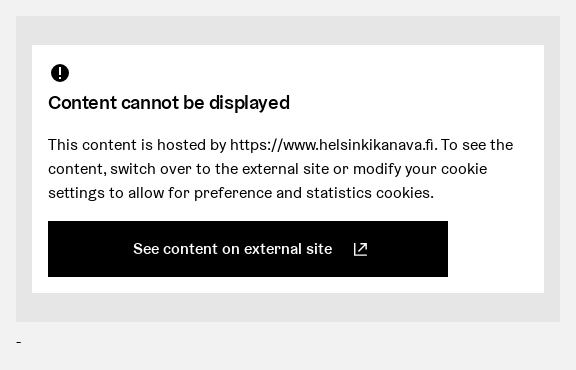 Content cannot be displayed
This content is hosted by https://www.helsinkikanava.fi. To see the
content, switch over to the external site or modify your cookie
settings to allow for preference and statistics cookies.
See content on external site
-